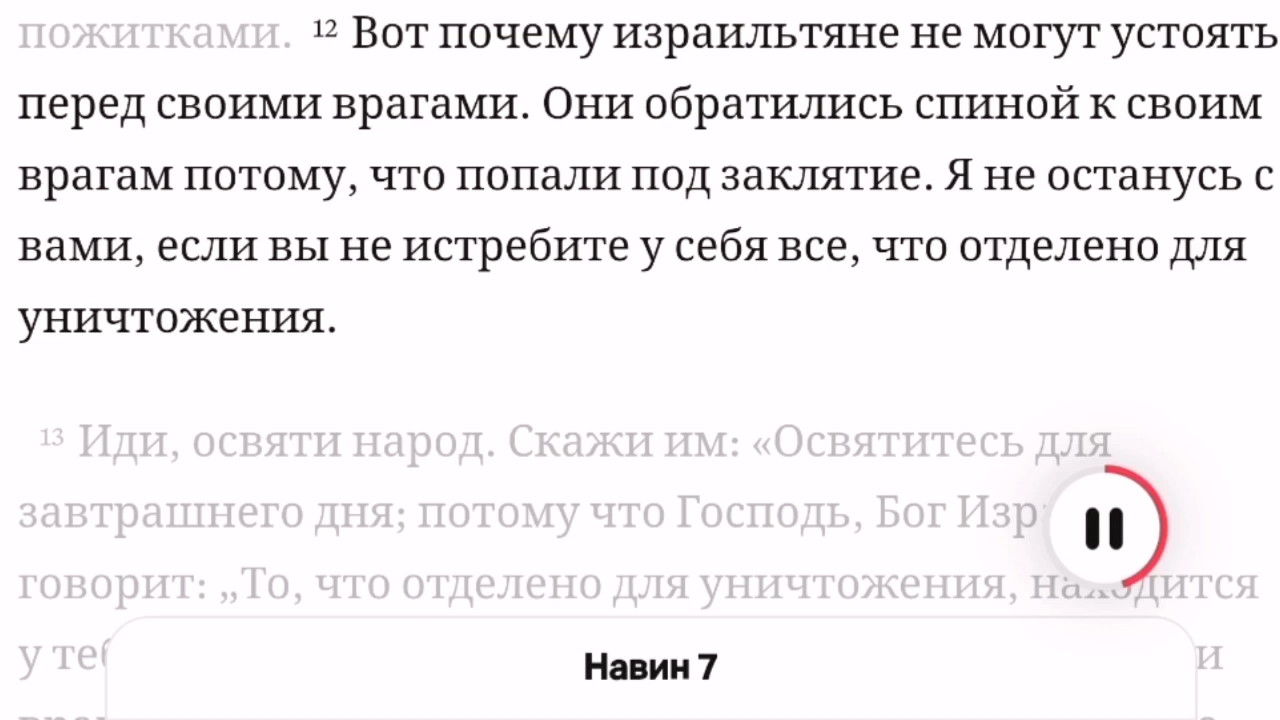 пожитками. 12 Вот почему израильтяне не могут устоять
перед своими врагами. Они обратились спиной к своим
врагам потому, что попали под заклятие. Я не останусь с
вами, если вы не истребите у себя все, что отделено для
уничтожения.
13 Иди, освяти народ. Скажи им: «Освятитесь для
завтрашнего дня; потому что Господь, Бог
говорит: „То, что отделено для уничтожения, находится
у и
Навин 7